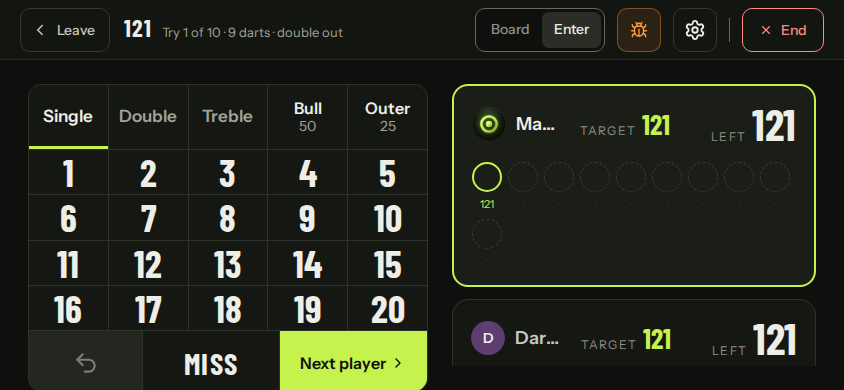 Leave
121
Try 1 of 10 · 9 darts · double out
Board
Enter
End
Single
Double
Treble
Bull
50
Outer
25
1 2 3 4 5
6 7 8 9 10
11 12 13 14 15
16 17 18 19 20
MISS
Next player
Ma...
TARGET 121
LEFT 121
121
D
Dar...
TARGET 121
LEFT 121